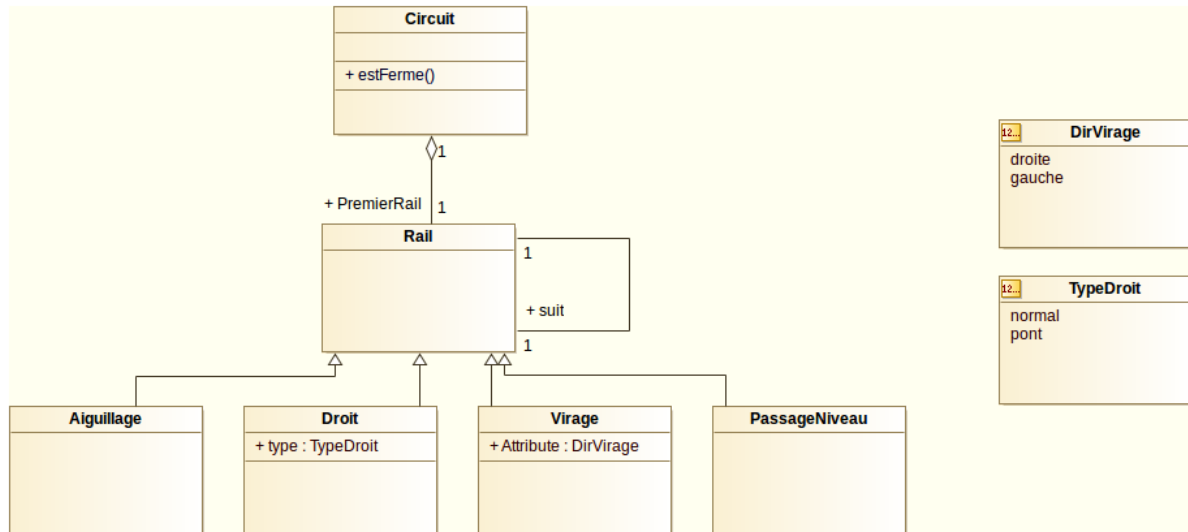 Circuit
+ estFerme()
1
+ PremierRail
1
Rail
1
+ suit
1
12...
DirVirage
droite
gauche
12...
TypeDroit
normal
pont
Aiguillage
Droit
+ type : TypeDroit
Virage
+ Attribute : DirVirage
PassageNiveau